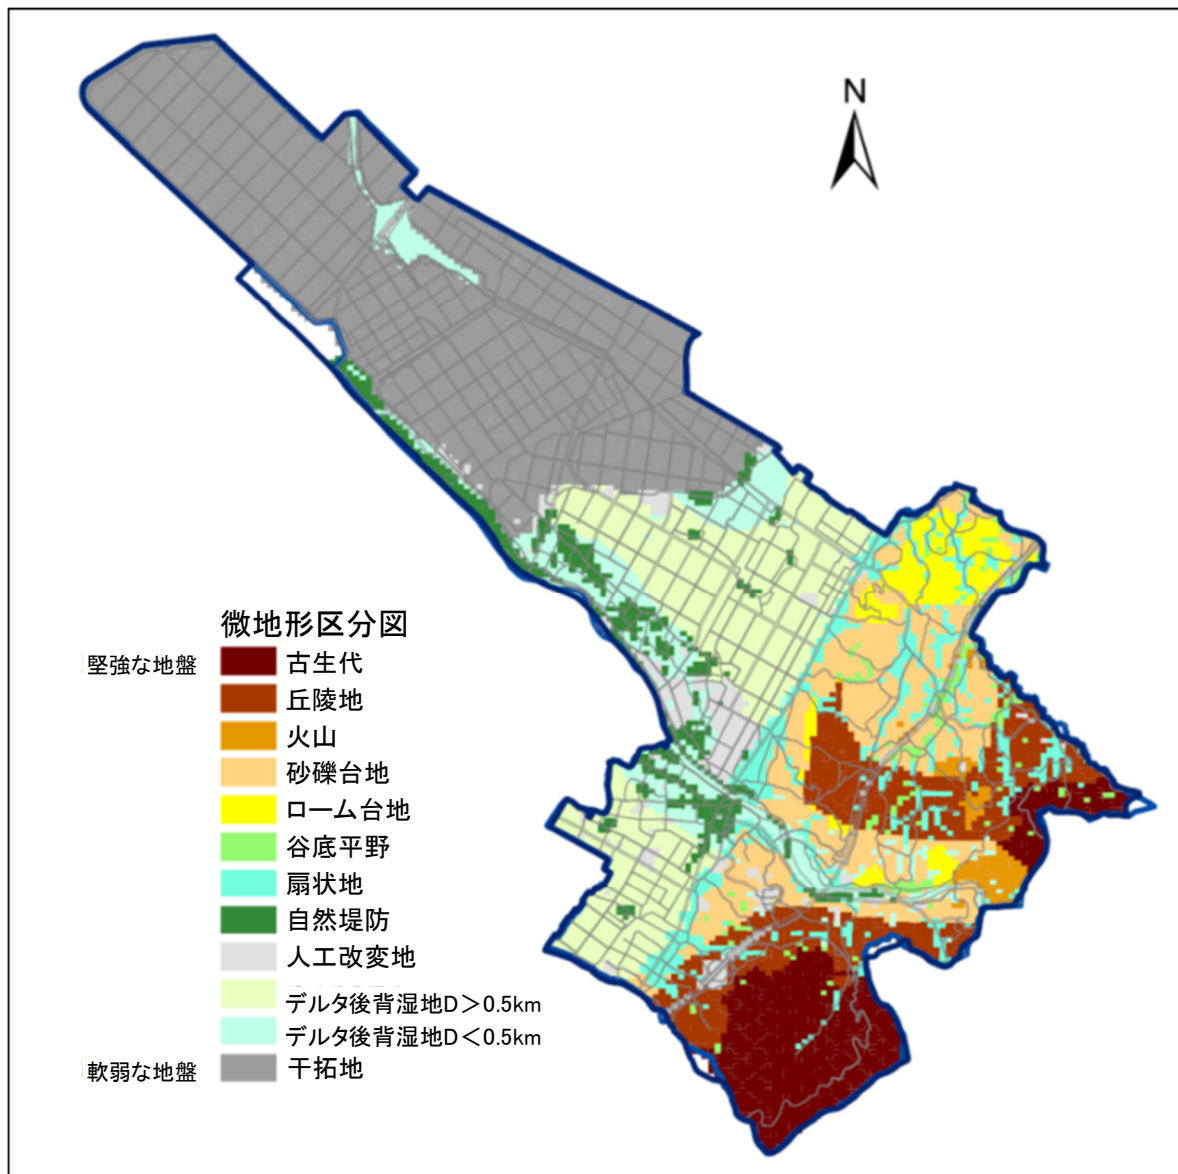 N
微地形区分図
堅強な地盤
古生代
丘陵地
火山
砂礫台地
ローム台地
谷底平野
扇状地
自然堤防
人工改変地
デルタ後背湿地D＞0.5km
デルタ後背湿地D＜0.5km
軟弱な地盤
干拓地